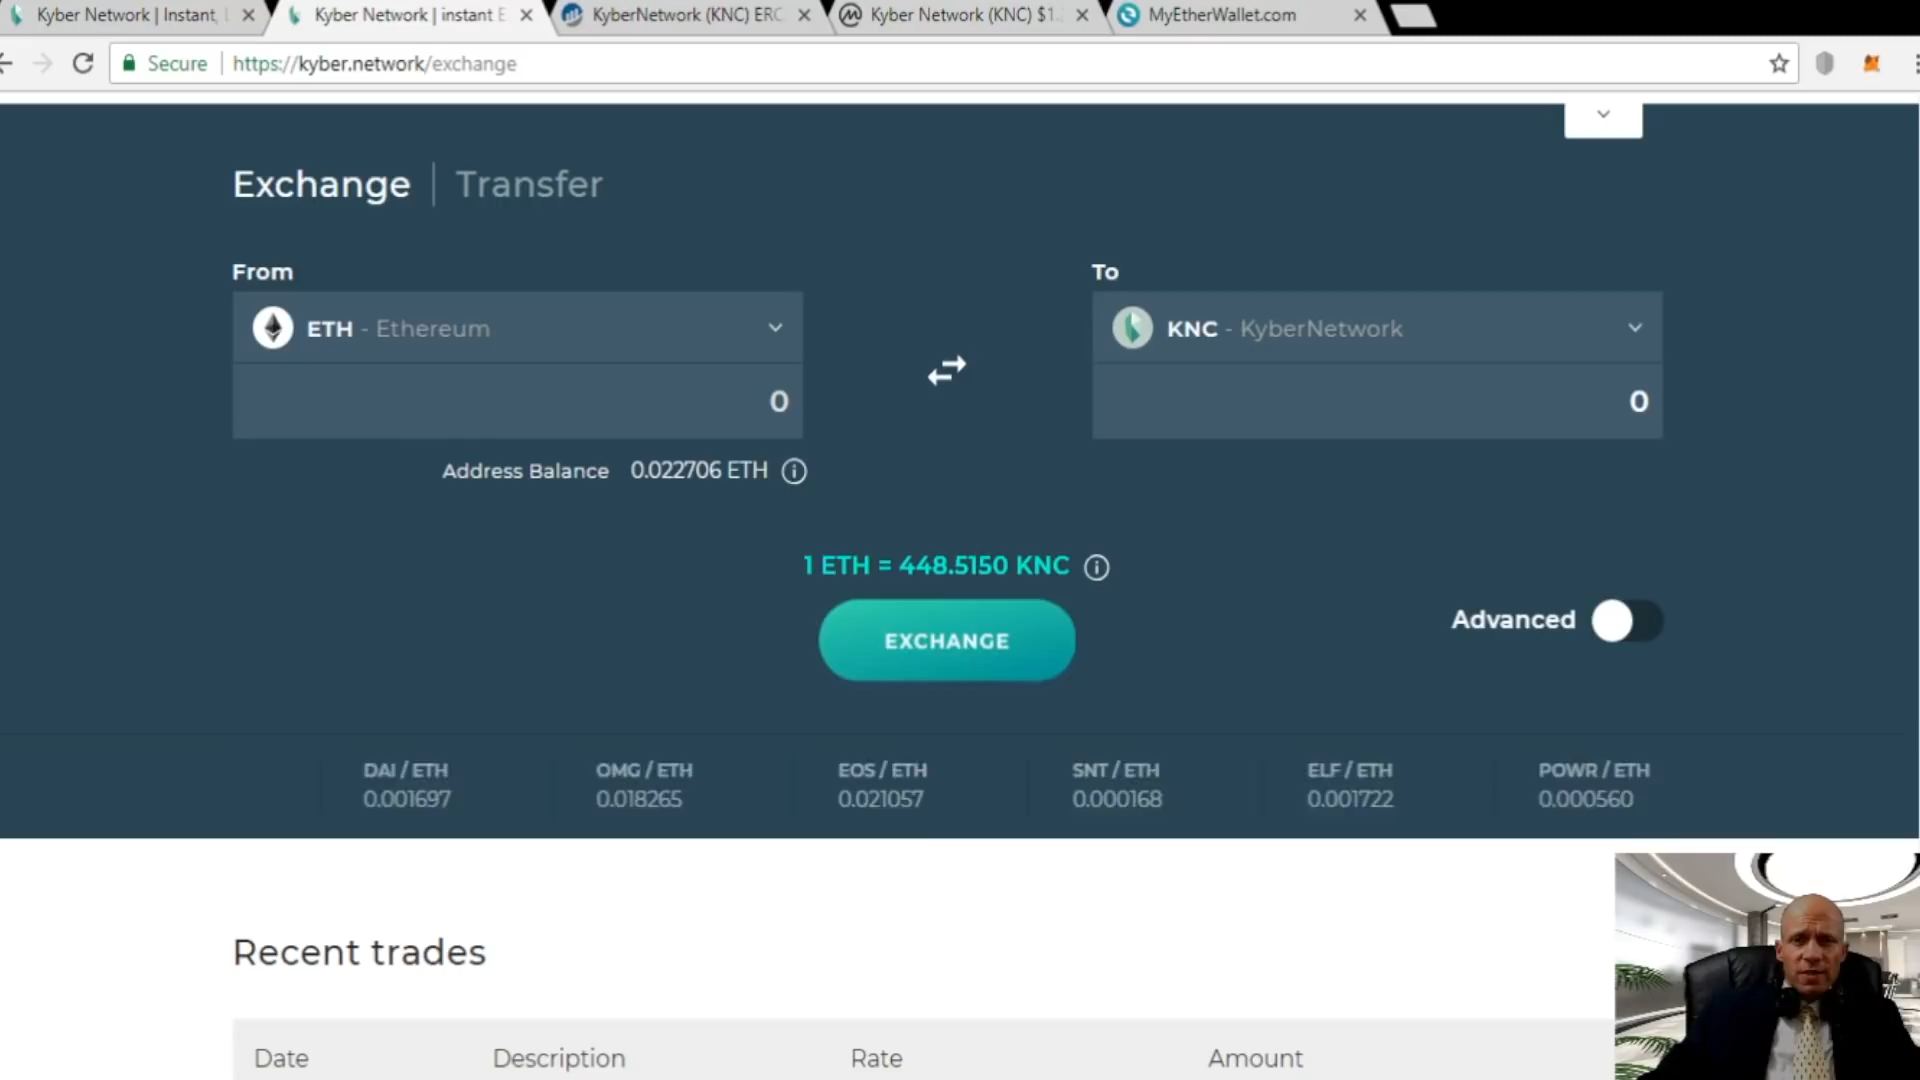 Kyber Network | Instant,
Kyber Network | instant E
KyberNetwork (KNC) ERC
Kyber Network (KNC) $1.
MyEtherWallet.com
Secure
https://kyber.network/exchange
Exchange
Transfer
From
To
ETH - Ethereum
KNC - KyberNetwork
0
0
Address Balance 0.022706 ETH
1 ETH = 448.5150 KNC
EXCHANGE
Advanced
DAI / ETH
0.001697
OMG / ETH
0.018265
EOS / ETH
0.021057
SNT / ETH
0.000168
ELF / ETH
0.001722
POWR / ETH
0.000560
Recent trades
Date
Description
Rate
Amount